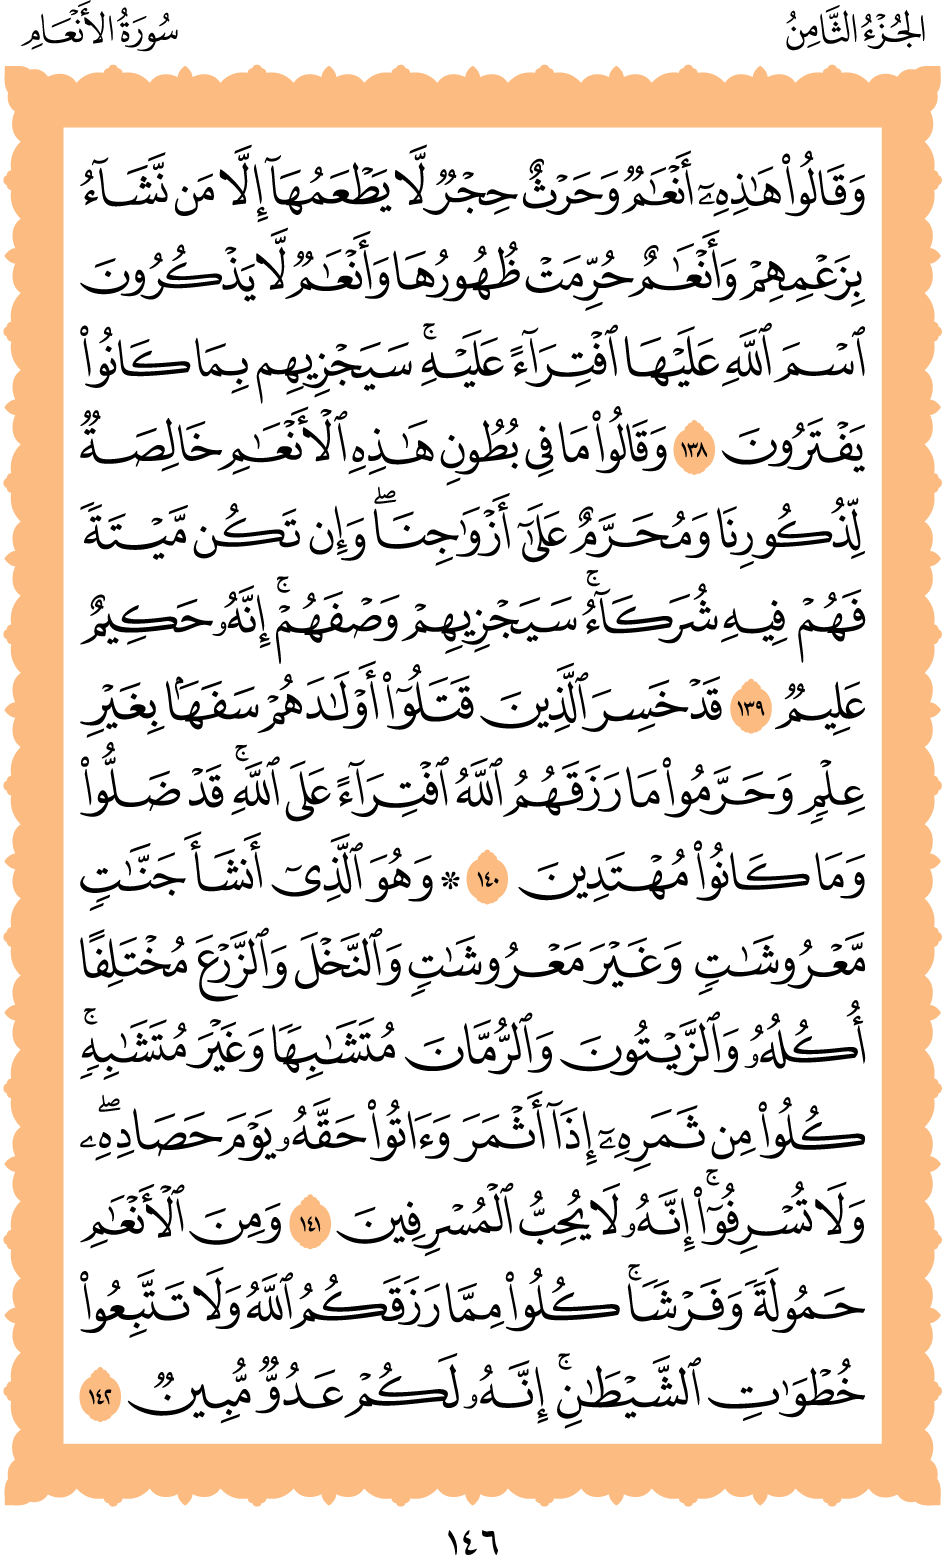 الجُزْءُ الثَّامِنُ
سُورَةُ الأَنْعَامِ
وَقَالُوا۟ هَـٰذِهِۦٓ أَنْعَـٰمٌ وَحَرْثٌ حِجْرٌ لَّا يَطْعَمُهَآ إِلَّا مَن نَّشَآءُ
بِزَعْمِهِمْ وَأَنْعَـٰمٌ حُرِّمَتْ ظُهُورُهَا وَأَنْعَـٰمٌ لَّا يَذْكُرُونَ
ٱسْمَ ٱللَّهِ عَلَيْهَا ٱفْتِرَآءً عَلَيْهِ ۚ سَيَجْزِيهِم بِمَا كَانُوا۟
يَفْتَرُونَ ١٣٨ وَقَالُوا۟ مَا فِى بُطُونِ هَـٰذِهِ ٱلْأَنْعَـٰمِ خَالِصَةٌ
لِّذُكُورِنَا وَمُحَرَّمٌ عَلَىٰٓ أَزْوَٰجِنَا ۖ وَإِن يَكُن مَّيْتَةً
فَهُمْ فِيهِ شُرَكَآءُ ۚ سَيَجْزِيهِمْ وَصْفَهُمْ ۚ إِنَّهُۥ حَكِيمٌ
عَلِيمٌ ١٣٩ قَدْ خَسِرَ ٱلَّذِينَ قَتَلُوٓا۟ أَوْلَـٰدَهُمْ سَفَهًۢا بِغَيْرِ
عِلْمٍ وَحَرَّمُوا۟ مَا رَزَقَهُمُ ٱللَّهُ ٱفْتِرَآءً عَلَى ٱللَّهِ ۚ قَدْ ضَلُّوا۟
وَمَا كَانُوا۟ مُهْتَدِينَ ١٤٠ ۞ وَهُوَ ٱلَّذِىٓ أَنشَأَ جَنَّـٰتٍ
مَّعْرُوشَـٰتٍ وَغَيْرَ مَعْرُوشَـٰتٍ وَٱلنَّخْلَ وَٱلزَّرْعَ مُخْتَلِفًا
أُكُلُهُۥ وَٱلزَّيْتُونَ وَٱلرُّمَّانَ مُتَشَـٰبِهًا وَغَيْرَ مُتَشَـٰبِهٍ ۚ
كُلُوا۟ مِن ثَمَرِهِۦٓ إِذَآ أَثْمَرَ وَءَاتُوا۟ حَقَّهُۥ يَوْمَ حَصَادِهِۦ ۖ
وَلَا تُسْرِفُوٓا۟ ۚ إِنَّهُۥ لَا يُحِبُّ ٱلْمُسْرِفِينَ ١٤١ وَمِنَ ٱلْأَنْعَـٰمِ
حَمُولَةً وَفَرْشًا ۚ كُلُوا۟ مِمَّا رَزَقَكُمُ ٱللَّهُ وَلَا تَتَّبِعُوا۟
خُطُوَٰتِ ٱلشَّيْطَـٰنِ ۚ إِنَّهُۥ لَكُمْ عَدُوٌّ مُّبِينٌ ١٤٢
١٤٦